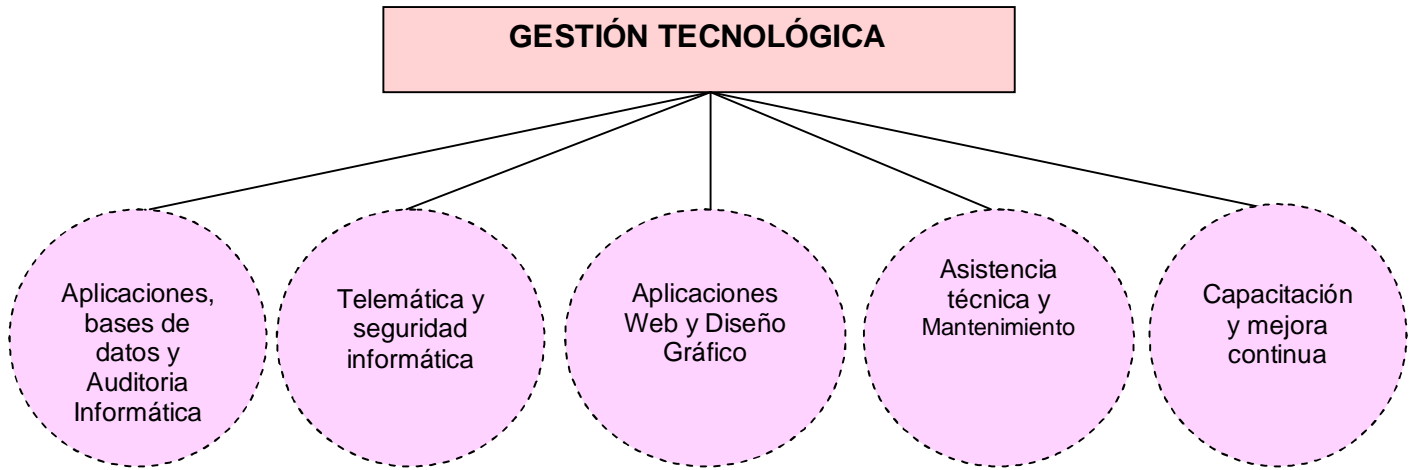 GESTIÓN TECNOLÓGICA
Aplicaciones,
bases de
datos y
Auditoria
Informática
Telemática y
seguridad
informática
Aplicaciones
Web y Diseño
Gráfico
Asistencia
técnica y
Mantenimiento
Capacitación
y mejora
continua